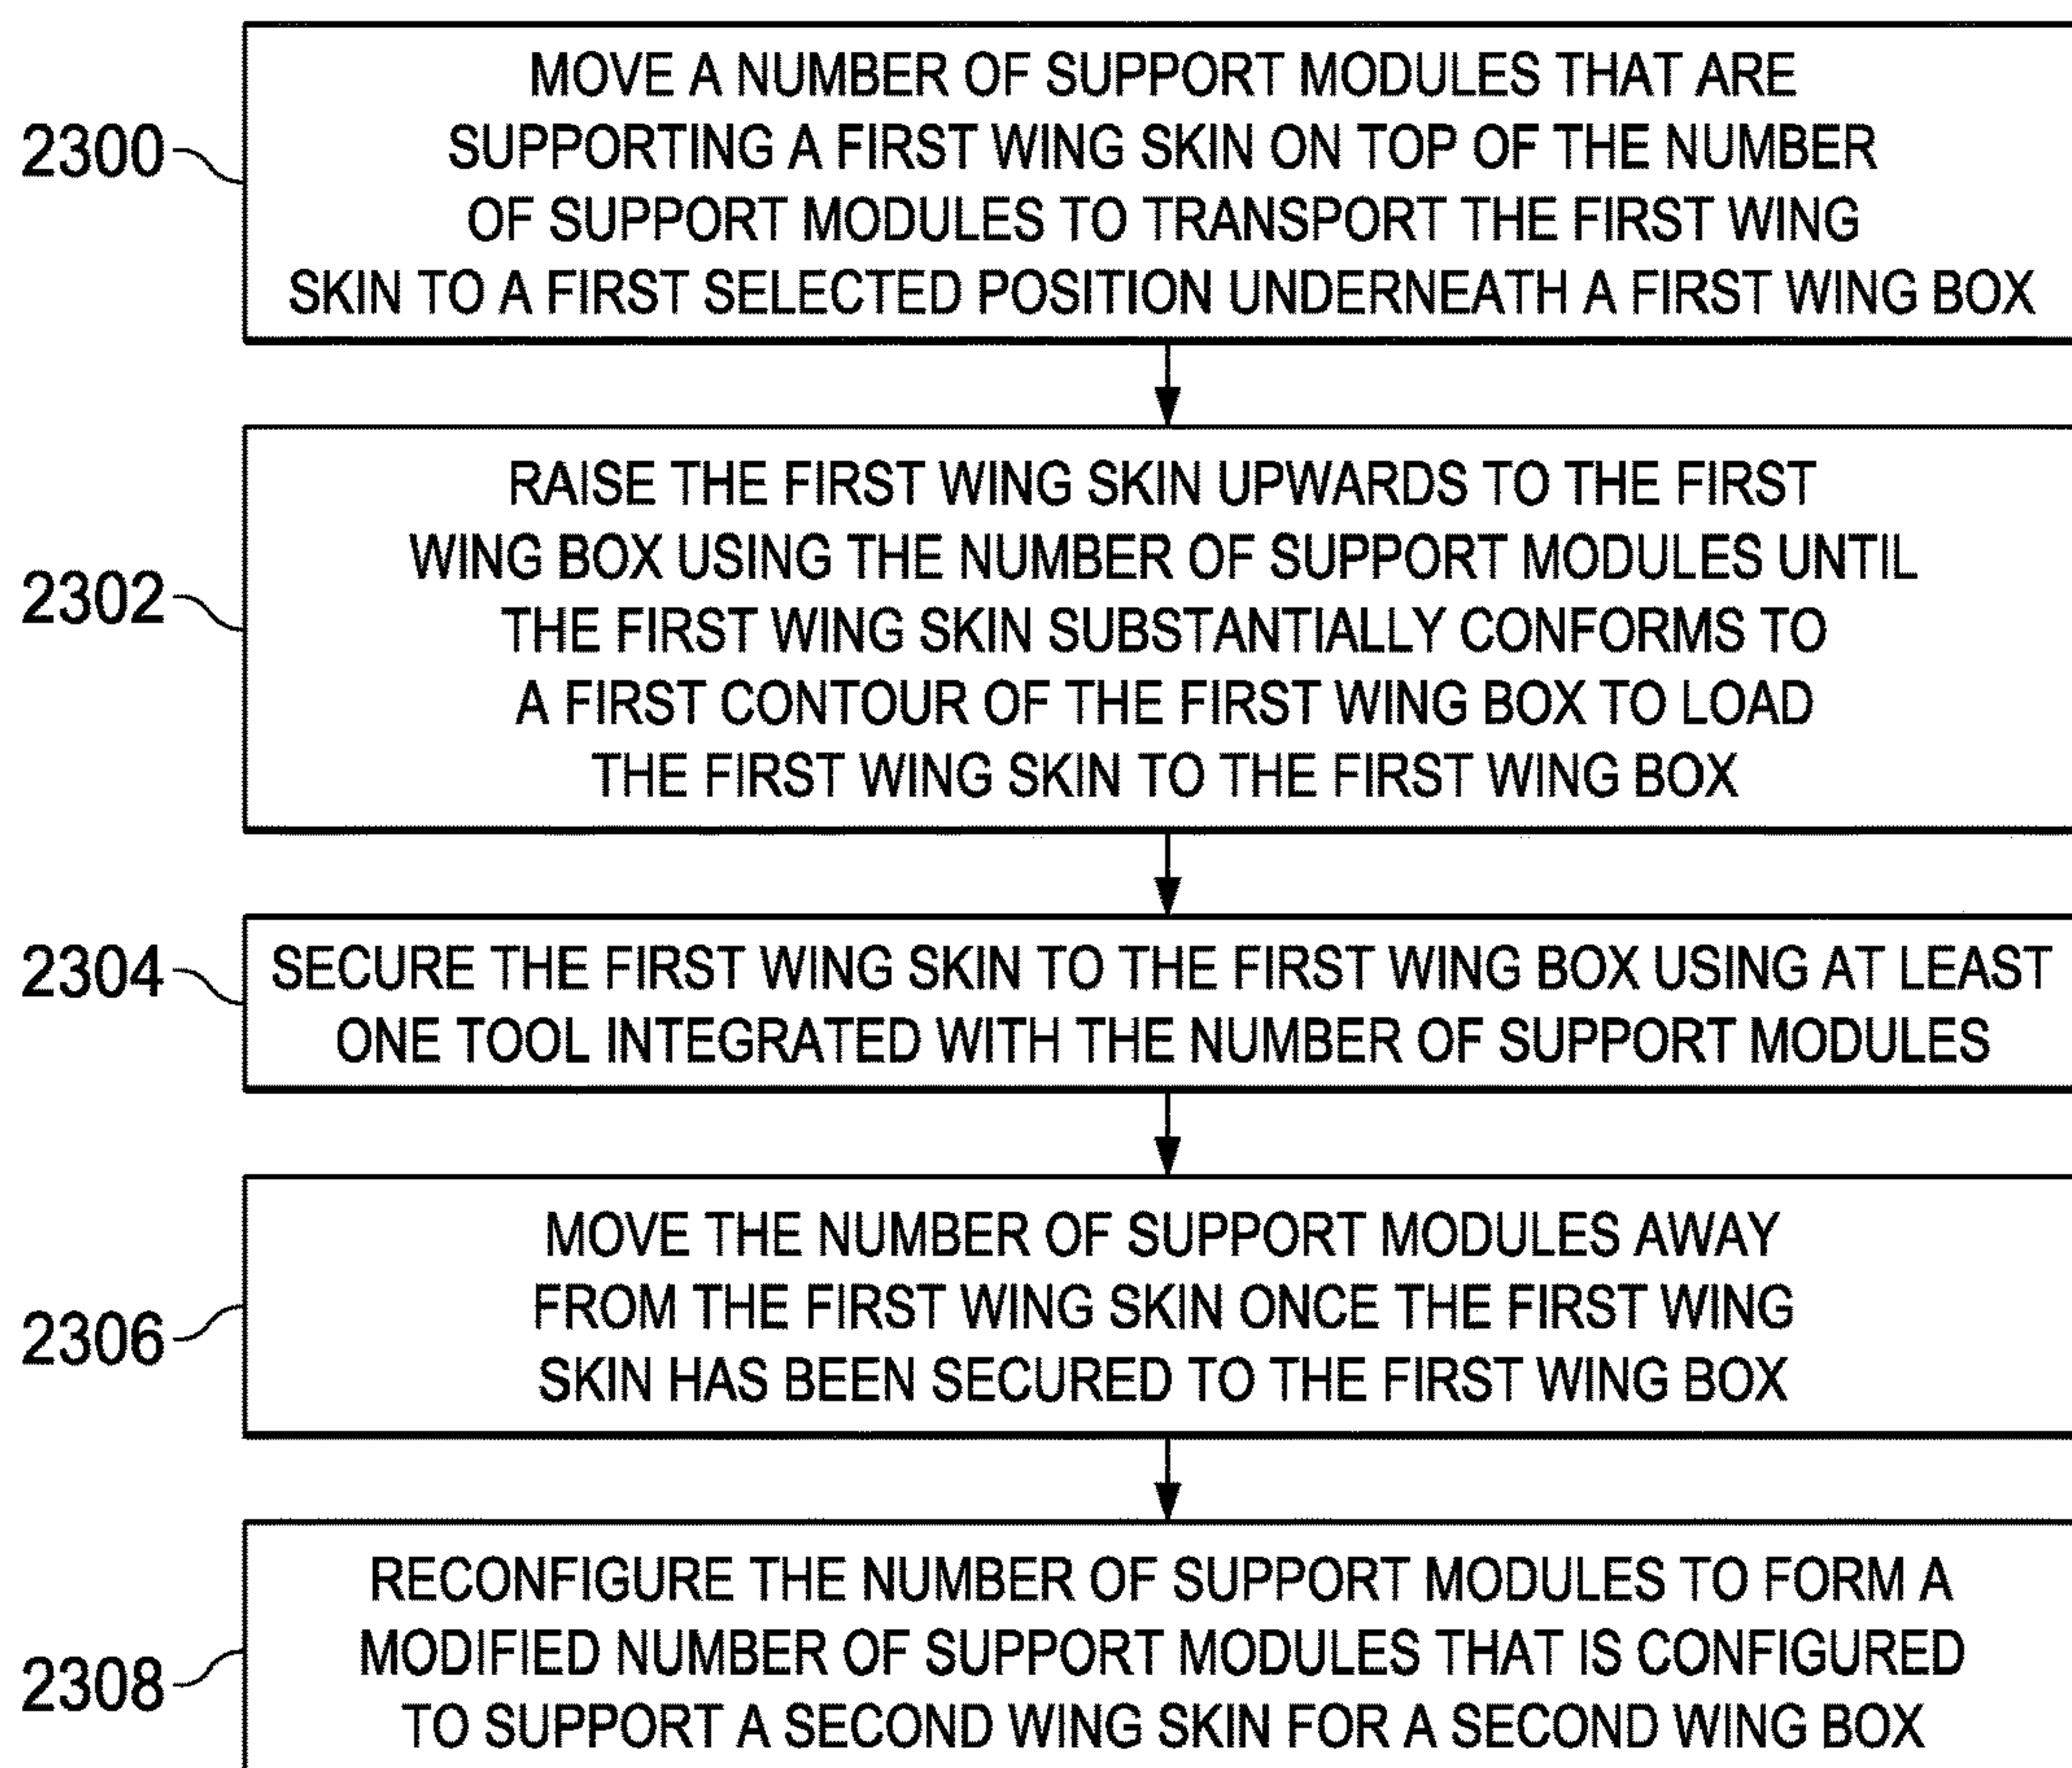 MOVE A NUMBER OF SUPPORT MODULES THAT ARE
2300
SUPPORTING A FIRST WING SKIN ON TOP OF THE NUMBER
OF SUPPORT MODULES TO TRANSPORT THE FIRST WING
SKIN TO A FIRST SELECTED POSITION UNDERNEATH A FIRST WING BOX
RAISE THE FIRST WING SKIN UPWARDS TO THE FIRST
WING BOX USING THE NUMBER OF SUPPORT MODULES UNTIL
2302
THE FIRST WING SKIN SUBSTANTIALLY CONFORMS TO
A FIRST CONTOUR OF THE FIRST WING BOX TO LOAD
THE FIRST WING SKIN TO THE FIRST WING BOX
2304
SECURE THE FIRST WING SKIN TO THE FIRST WING BOX USING AT LEAST
ONE TOOL INTEGRATED WITH THE NUMBER OF SUPPORT MODULES
MOVE THE NUMBER OF SUPPORT MODULES AWAY
FROM THE FIRST WING SKIN ONCE THE FIRST WING
2306
SKIN HAS BEEN SECURED TO THE FIRST WING BOX
RECONFIGURE THE NUMBER OF SUPPORT MODULES TO FORM A
MODIFIED NUMBER OF SUPPORT MODULES THAT IS CONFIGURED
2308
TO SUPPORT A SECOND WING SKIN FOR A SECOND WING BOX